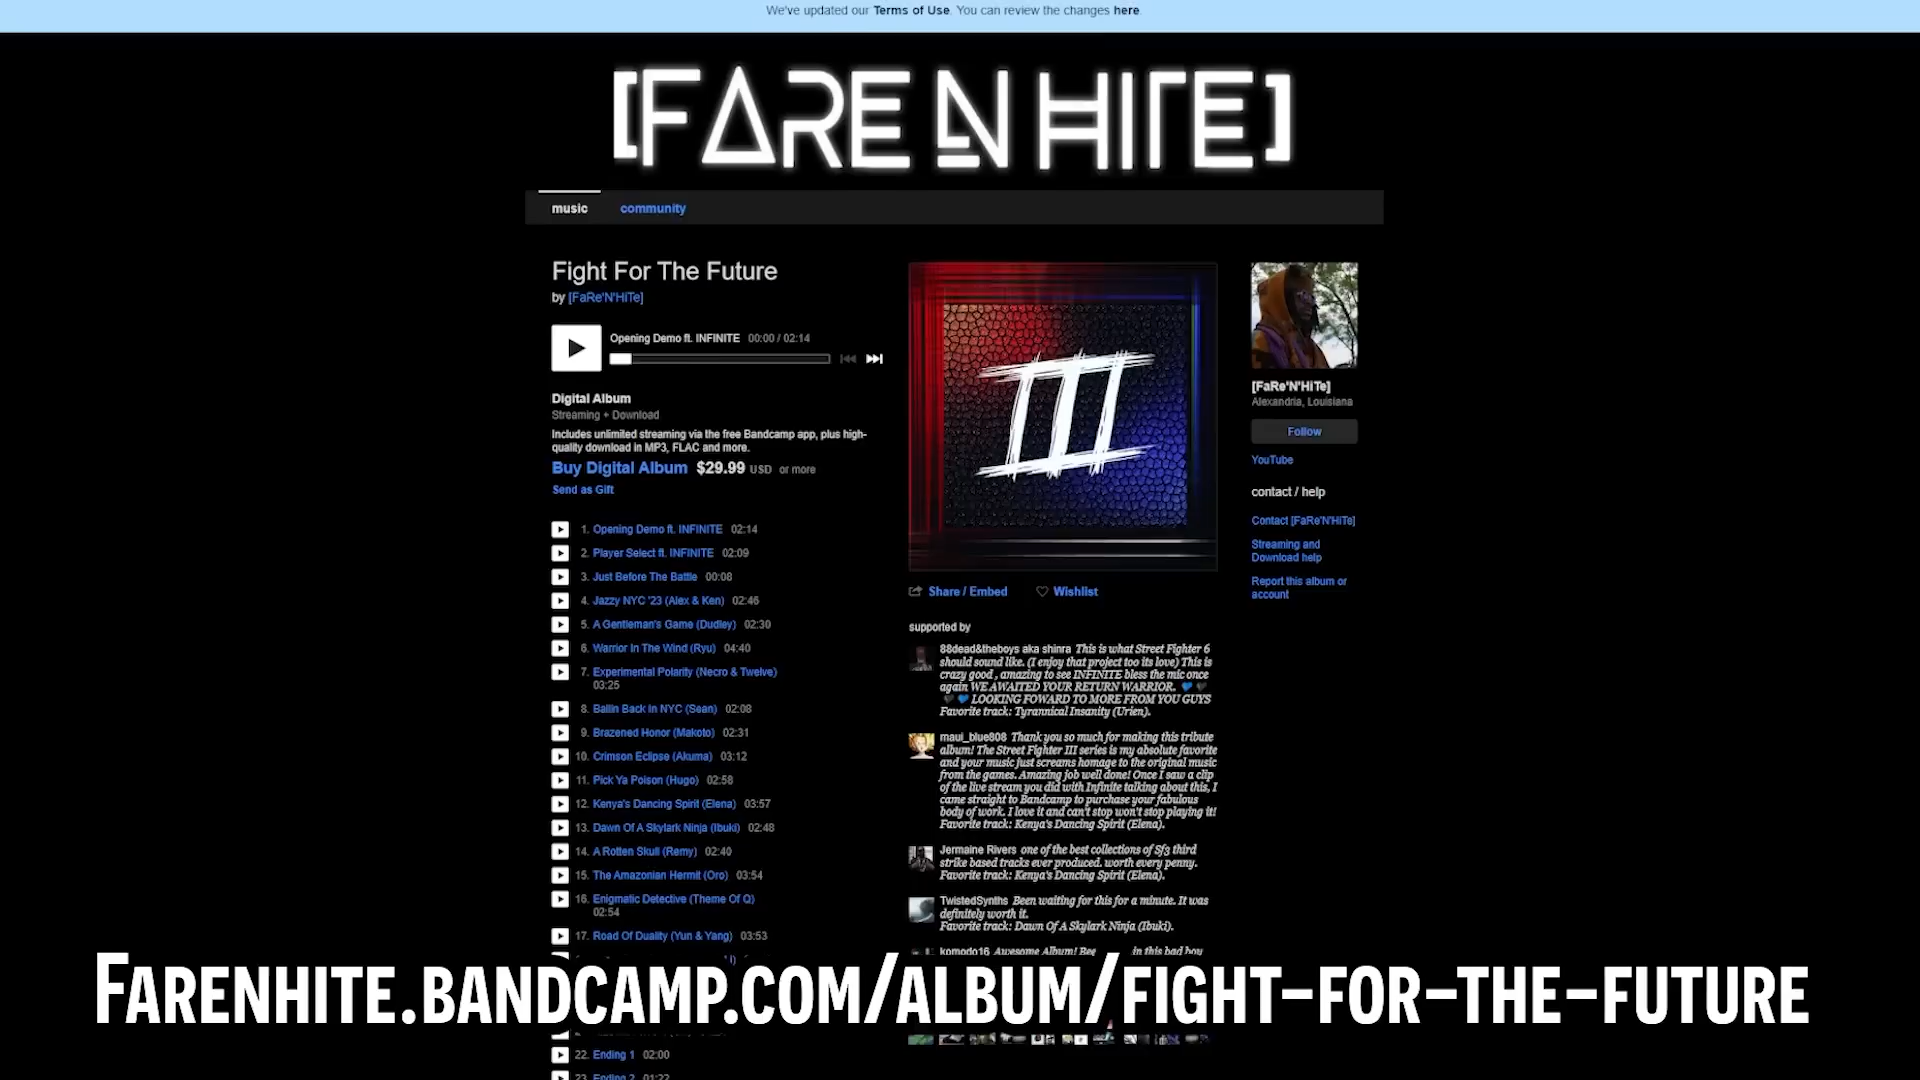 We've updated our Terms of Use. You can review the changes here.
[FARENHITE]
music community
Fight For The Future
by [FaRe'N'HiTe]
Opening Demo ft. INFINITE 00:00 / 02:14
Digital Album
Streaming + Download
Includes unlimited streaming via the free Bandcamp app, plus high-
quality download in MP3, FLAC and more.
Buy Digital Album $29.99 USD or more
Send as Gift
1. Opening Demo ft. INFINITE 02:14
2. Player Select ft. INFINITE 02:09
3. Just Before The Battle 00:08
4. Jazzy NYC '23 (Alex & Ken) 02:46
5. A Gentleman's Game (Dudley) 02:30
6. Warrior In The Wind (Ryu) 04:40
7. Experimental Polarity (Necro & Twelve)
03:25
8. Ballin Back In NYC (Sean) 02:08
9. Brazened Honor (Makoto) 02:31
10. Crimson Eclipse (Akuma) 03:12
11. Pick Ya Poison (Hugo) 02:58
12. Kenya's Dancing Spirit (Elena) 03:57
13. Dawn Of A Skylark Ninja (Ibuki) 02:48
14. A Rotten Skull (Remy) 02:40
15. The Amazonian Hermit (Oro) 03:54
16. Enigmatic Detective (Theme Of Q)
02:54
17. Road Of Duality (Yun & Yang) 03:53
22. Ending 1 02:00
23. Ending 2 01:22
III
Share / Embed Wishlist
supported by
88dead&theboys aka shinra This is what Street Fighter 6
should sound like. (I enjoy that project too its love) This is
crazy good , amazing to see INFINITE bless the mic once
again WE AWAITED YOUR RETURN WARRIOR. 💙🖤
🖤💙 LOOKING FOWARD TO MORE FROM YOU GUYS
Favorite track: Tyrannical Insanity (Urien).
maui_blue808 Thank you so much for making this tribute
album! The Street Fighter III series is my absolute favorite
and your music just screams homage to the original music
from the games. Amazing job well done! Once I saw a clip
of the live stream you did with Infinite talking about this, I
came straight to Bandcamp to purchase your fabulous
body of work. I love it and can't stop won't stop playing it!
Favorite track: Kenya's Dancing Spirit (Elena).
Jermaine Rivers one of the best collections of Sf3 third
strike based tracks ever produced. worth every penny.
Favorite track: Kenya's Dancing Spirit (Elena).
TwistedSynths Been waiting for this for a minute. It was
definitely worth it.
Favorite track: Dawn Of A Skylark Ninja (Ibuki).
komodo16 Awesome Album! in this bad boy
[FaRe'N'HiTe]
Alexandria, Louisiana
Follow
YouTube
contact / help
Contact [FaRe'N'HiTe]
Streaming and
Download help
Report this album or
account
FARENHITE.BANDCAMP.COM/ALBUM/FIGHT-FOR-THE-FUTURE